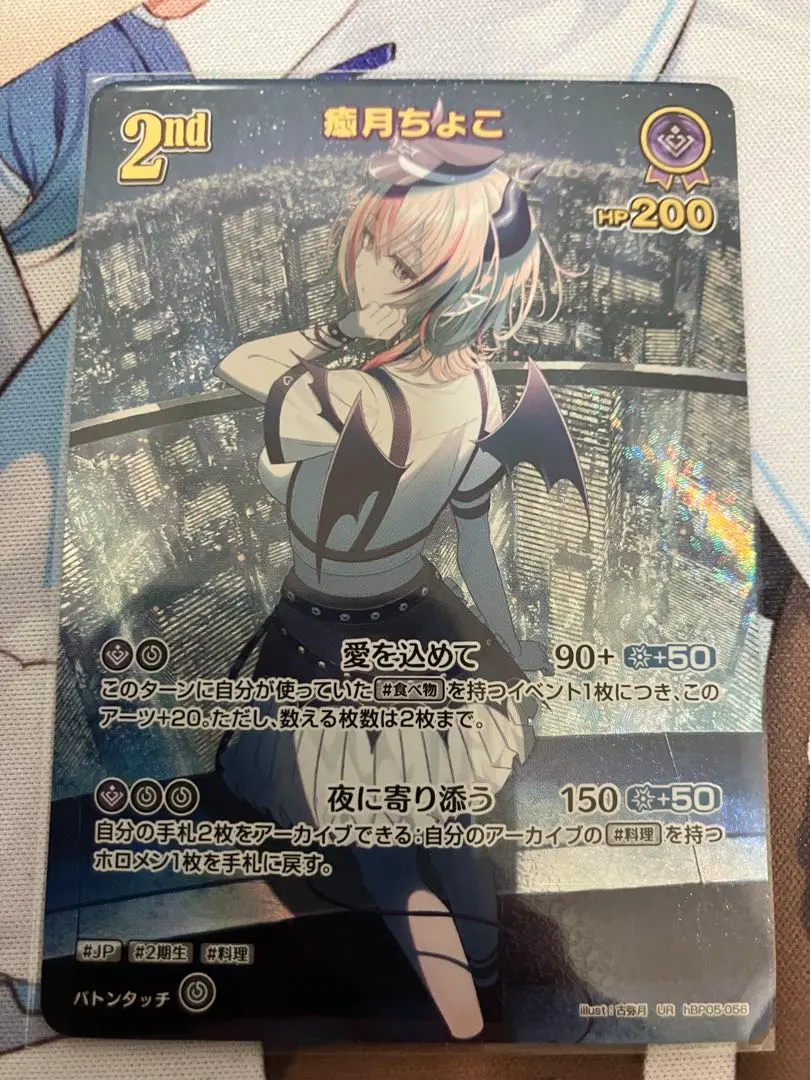 2nd
癒月ちょこ
HP200
愛を込めて 90+ +50
このターンに自分が使っていた#食べ物を持つイベント1枚につき、この
アーツ+20。ただし、数える枚数は2枚まで。
夜に寄り添う 150 +50
自分の手札2枚をアーカイブできる:自分のアーカイブの#料理を持つ
ホロメン1枚を手札に戻す。
#JP #2期生 #料理
バトンタッチ
illust:古弥月 UR hBP05-056